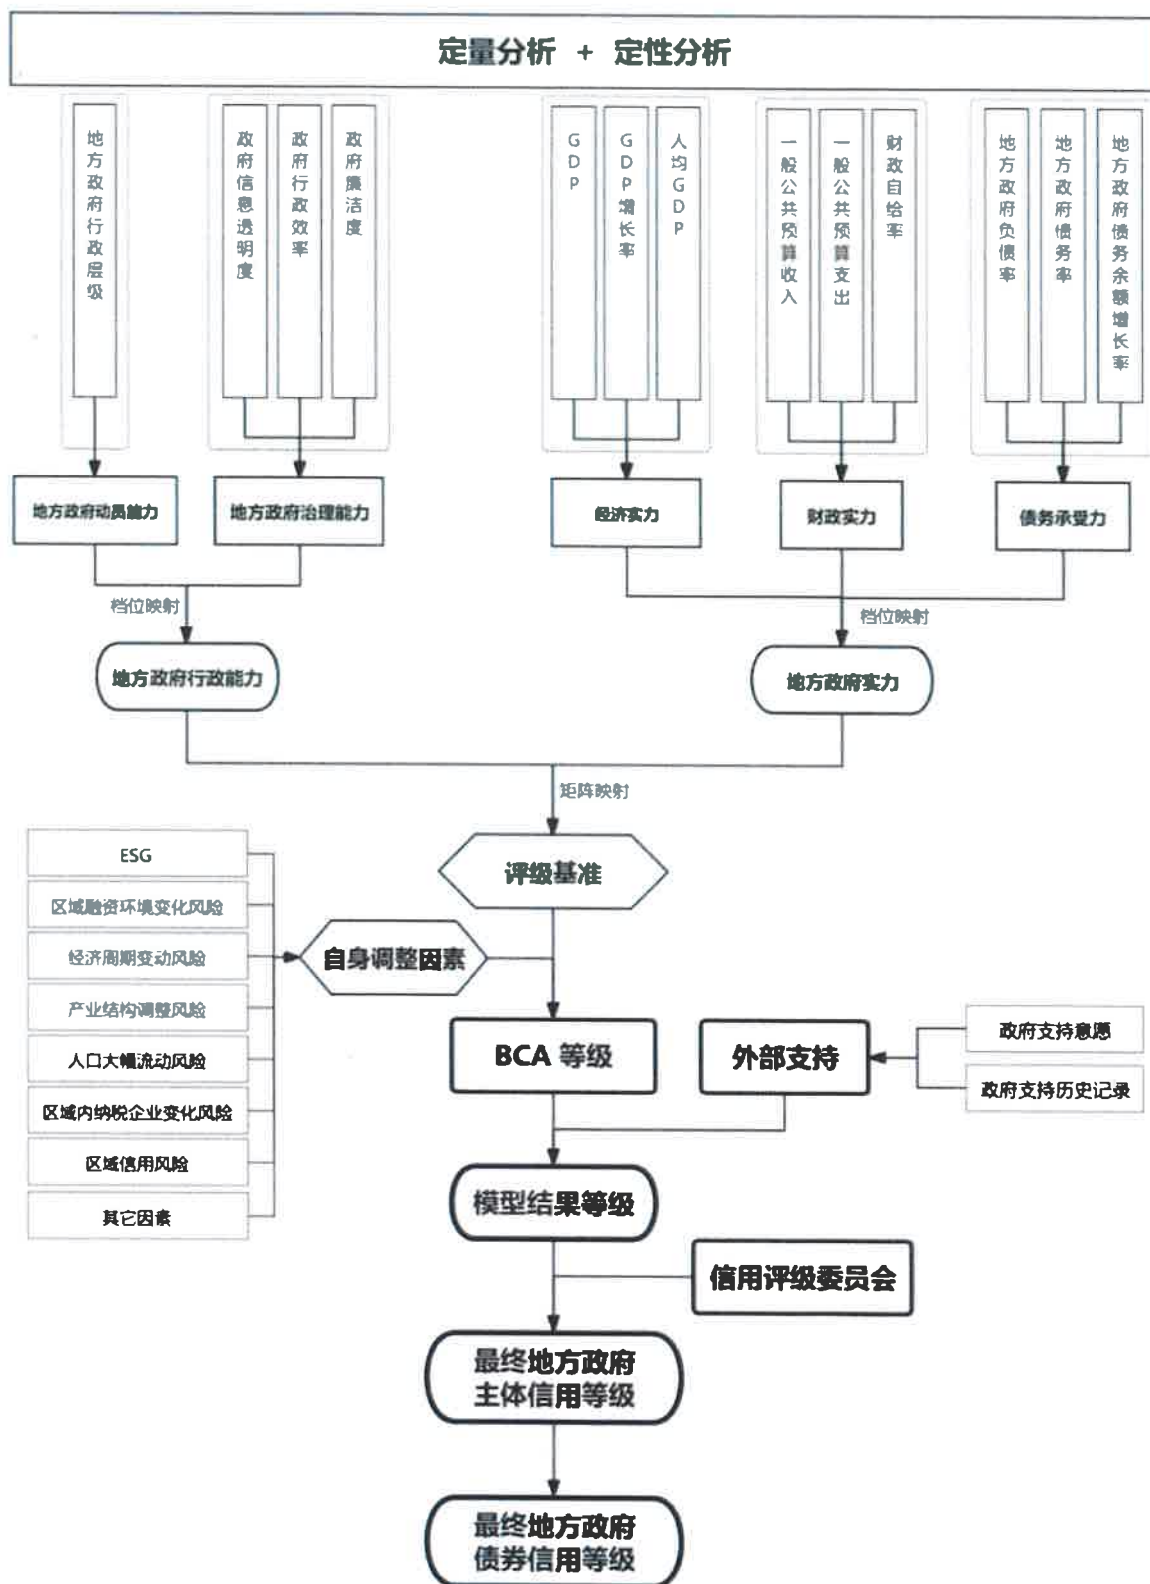 定量分析 + 定性分析
地方政府行政层级
政府信息透明度
政府行政效率
政府廉洁度
GDP
GDP增长率
人均GDP
一般公共预算收入
一般公共预算支出
财政自给率
地方政府负债率
地方政府债务率
地方政府债务余额增长率
地方政府动员能力
地方政府治理能力
经济实力
财政实力
债务承受力
档位映射
档位映射
地方政府行政能力
地方政府实力
矩阵映射
评级基准
ESG
区域融资环境变化风险
经济周期变动风险
产业结构调整风险
人口大幅流动风险
区域内纳税企业变化风险
区域信用风险
其它因素
自身调整因素
BCA 等级
外部支持
政府支持意愿
政府支持历史记录
模型结果等级
信用评级委员会
最终地方政府
主体信用等级
最终地方政府
债券信用等级